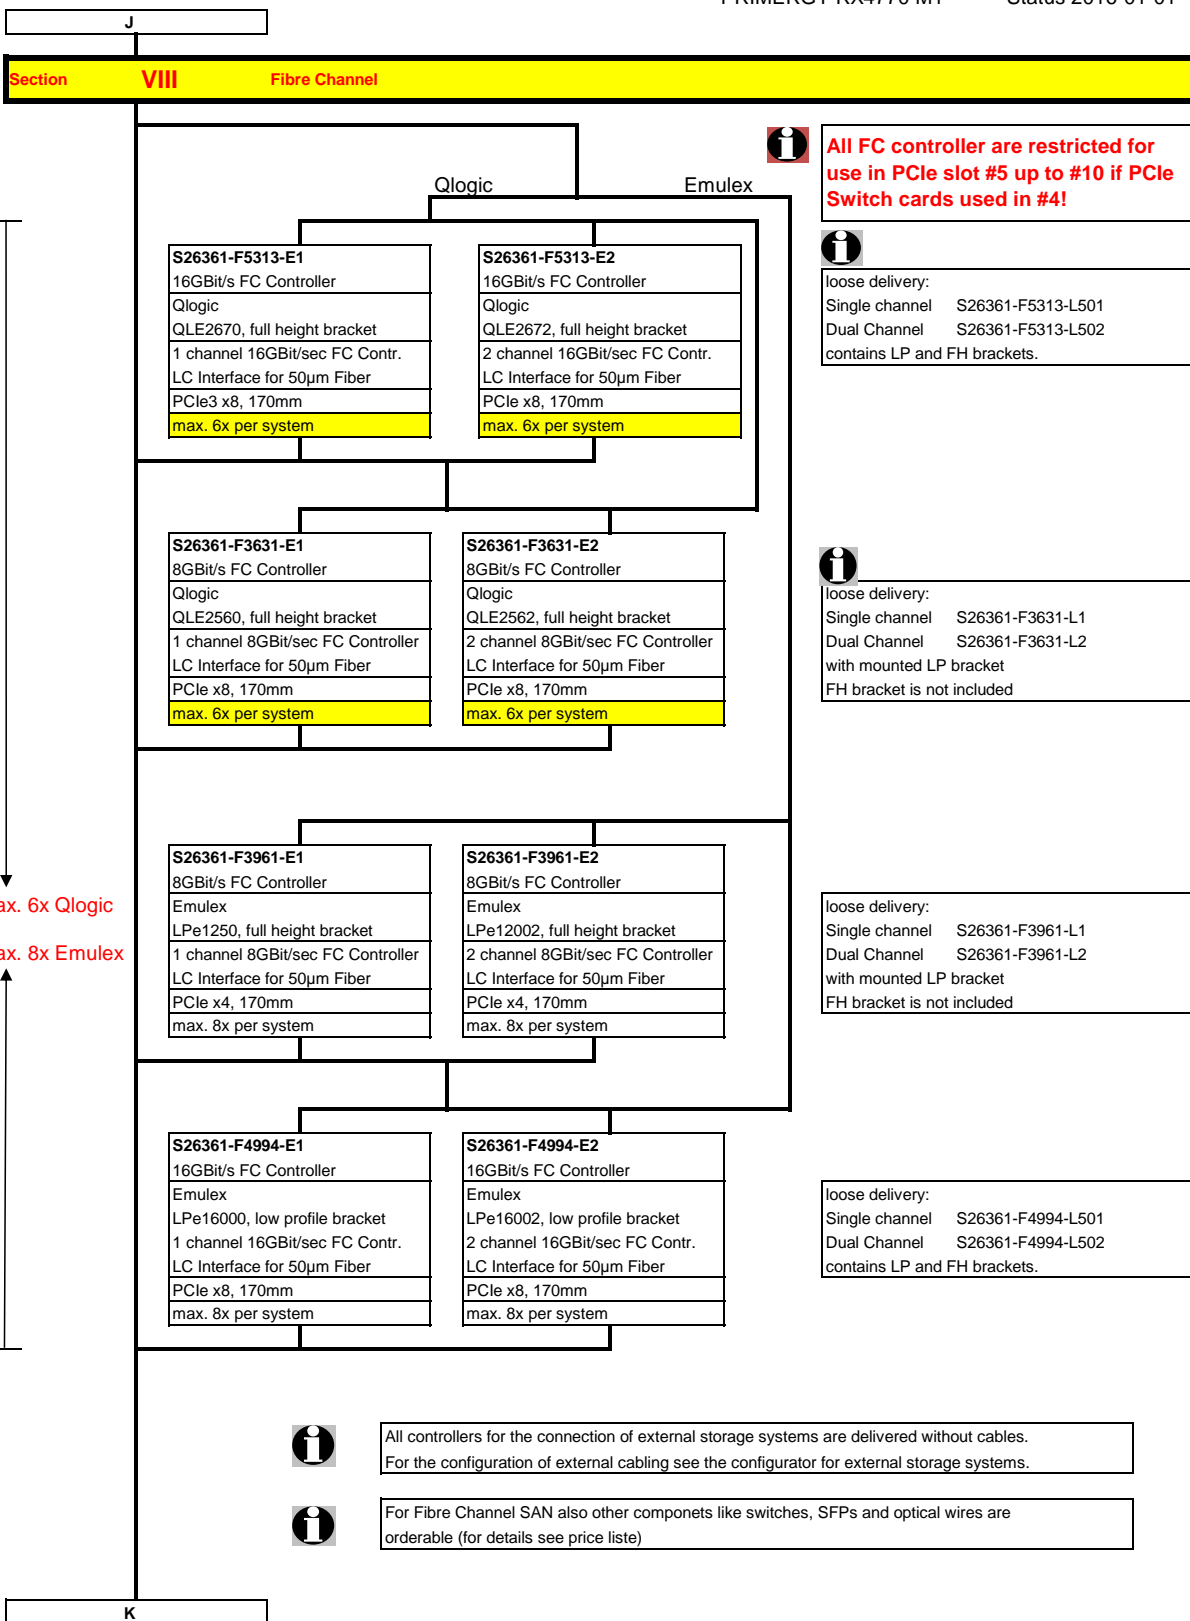 J
Section VIII Fibre Channel
All FC controller are restricted for
use in PCIe slot #5 up to #10 if PCIe
Switch cards used in #4!
Qlogic Emulex
S26361-F5313-E1
16GBit/s FC Controller
Qlogic
QLE2670, full height bracket
1 channel 16GBit/sec FC Contr.
LC Interface for 50µm Fiber
PCIe3 x8, 170mm
max. 6x per system
S26361-F5313-E2
16GBit/s FC Controller
Qlogic
QLE2672, full height bracket
2 channel 16GBit/sec FC Contr.
LC Interface for 50µm Fiber
PCIe x8, 170mm
max. 6x per system
loose delivery:
Single channel S26361-F5313-L501
Dual Channel S26361-F5313-L502
contains LP and FH brackets.
S26361-F3631-E1
8GBit/s FC Controller
Qlogic
QLE2560, full height bracket
1 channel 8GBit/sec FC Controller
LC Interface for 50µm Fiber
PCIe x8, 170mm
max. 6x per system
S26361-F3631-E2
8GBit/s FC Controller
Qlogic
QLE2562, full height bracket
2 channel 8GBit/sec FC Controller
LC Interface for 50µm Fiber
PCIe x8, 170mm
max. 6x per system
loose delivery:
Single channel S26361-F3631-L1
Dual Channel S26361-F3631-L2
with mounted LP bracket
FH bracket is not included
6x Qlogic
8x Emulex
S26361-F3961-E1
8GBit/s FC Controller
Emulex
LPe1250, full height bracket
1 channel 8GBit/sec FC Controller
LC Interface for 50µm Fiber
PCIe x4, 170mm
max. 8x per system
S26361-F3961-E2
8GBit/s FC Controller
Emulex
LPe12002, full height bracket
2 channel 8GBit/sec FC Controller
LC Interface for 50µm Fiber
PCIe x4, 170mm
max. 8x per system
loose delivery:
Single channel S26361-F3961-L1
Dual Channel S26361-F3961-L2
with mounted LP bracket
FH bracket is not included
S26361-F4994-E1
16GBit/s FC Controller
Emulex
LPe16000, low profile bracket
1 channel 16GBit/sec FC Contr.
LC Interface for 50µm Fiber
PCIe x8, 170mm
max. 8x per system
S26361-F4994-E2
16GBit/s FC Controller
Emulex
LPe16002, low profile bracket
2 channel 16GBit/sec FC Contr.
LC Interface for 50µm Fiber
PCIe x8, 170mm
max. 8x per system
loose delivery:
Single channel S26361-F4994-L501
Dual Channel S26361-F4994-L502
contains LP and FH brackets.
All controllers for the connection of external storage systems are delivered without cables.
For the configuration of external cabling see the configurator for external storage systems.
For Fibre Channel SAN also other componets like switches, SFPs and optical wires are
orderable (for details see price liste)
K